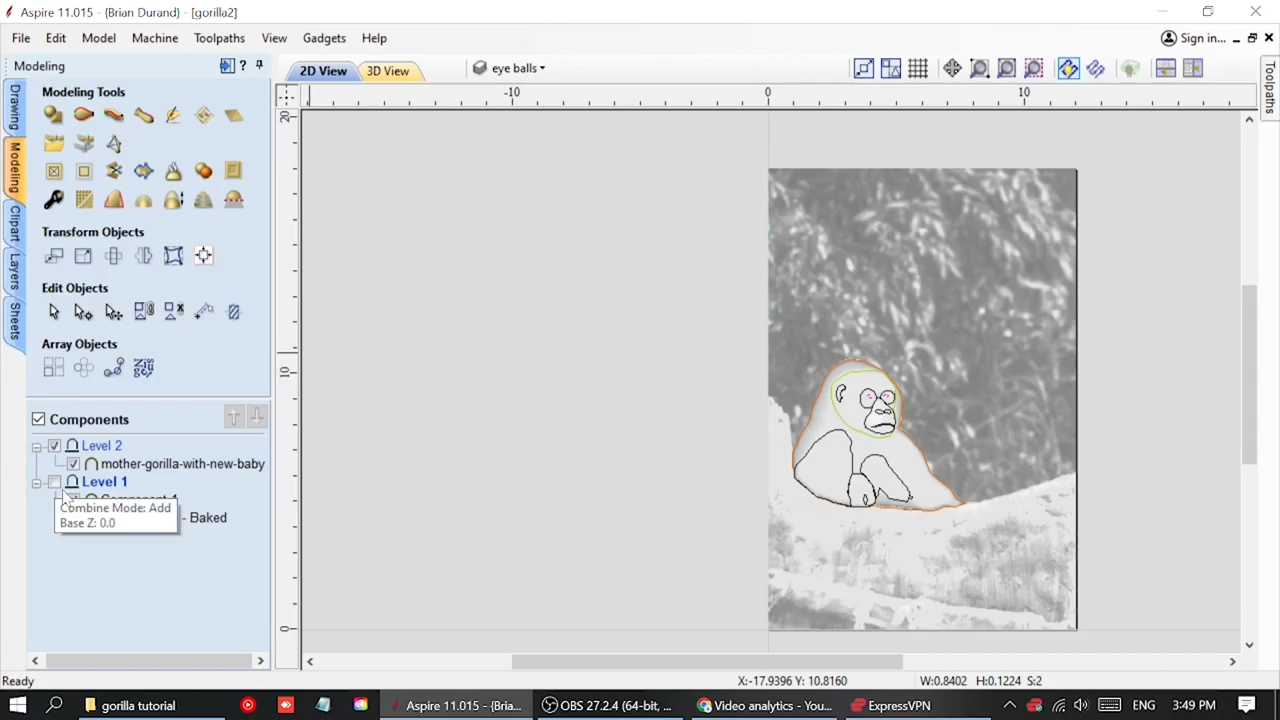 Aspire 11.015 - {Brian Durand} - [gorilla2]
File Edit Model Machine Toolpaths View Gadgets Help
Sign in...
Modeling
2D View
3D View
eye balls
Toolpaths
Drawing
Modeling
Clipart
Layers
Sheets
Modeling Tools
Transform Objects
Edit Objects
Array Objects
-10
0
10
20
10
0
Components
Level 2
mother-gorilla-with-new-baby
Level 1
Component 1
Combine Mode: Add
Base Z: 0.0
- Baked
Ready
X:-17.9396 Y: 10.8160
W:0.8402 H:0.1224 S:2
gorilla tutorial
Aspire 11.015 - {Bria...
OBS 27.2.4 (64-bit, ...
Video analytics - You...
ExpressVPN
ENG
3:49 PM